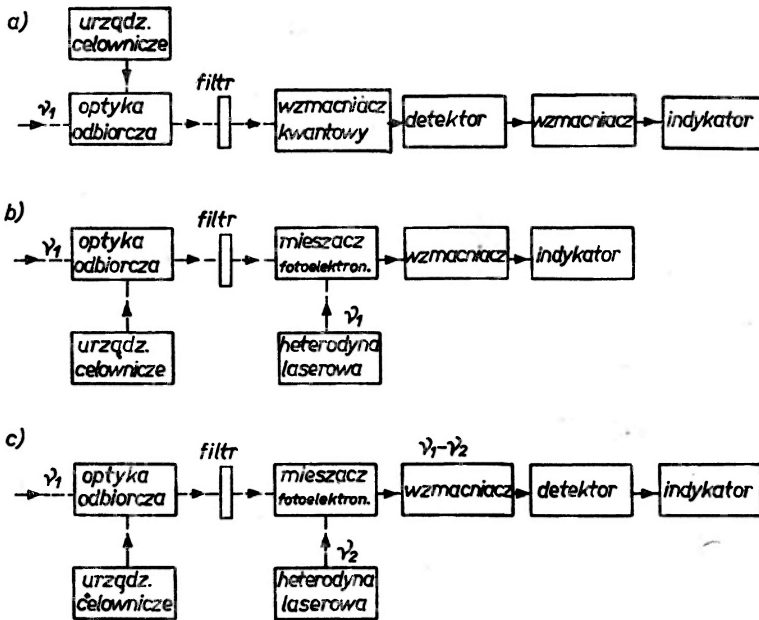 a)
urządz.
celownicze
filtr
ν₁
optyka
odbiorcza
wzmacniacz
kwantowy
detektor
wzmacniacz
indykator
b)
filtr
ν₁
optyka
odbiorcza
mieszacz
fotoelektron.
wzmacniacz
indykator
ν₁
urządz.
celownicze
heterodyna
laserowa
c)
filtr
ν₁-ν₂
ν₁
optyka
odbiorcza
mieszacz
fotoelektron.
wzmacniacz
detektor
indykator
ν₂
urządz.
celownicze
heterodyna
laserowa